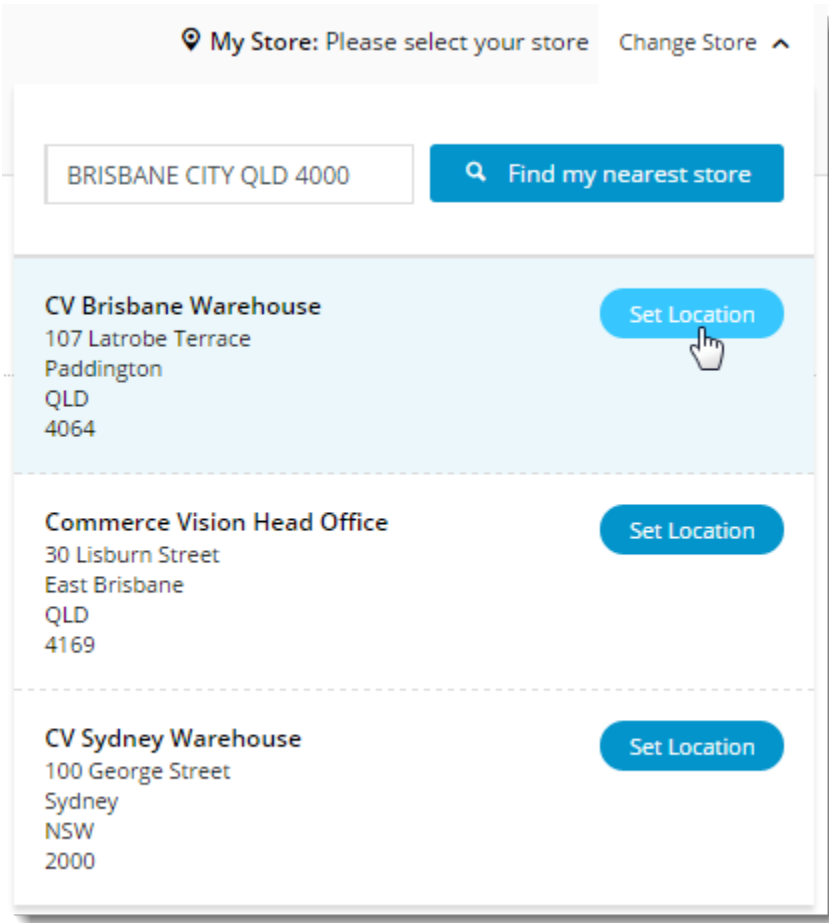 My Store: Please select your store Change Store
BRISBANE CITY QLD 4000 Find my nearest store
CV Brisbane Warehouse Set Location
107 Latrobe Terrace
Paddington
QLD
4064
Commerce Vision Head Office Set Location
30 Lisburn Street
East Brisbane
QLD
4169
CV Sydney Warehouse Set Location
100 George Street
Sydney
NSW
2000